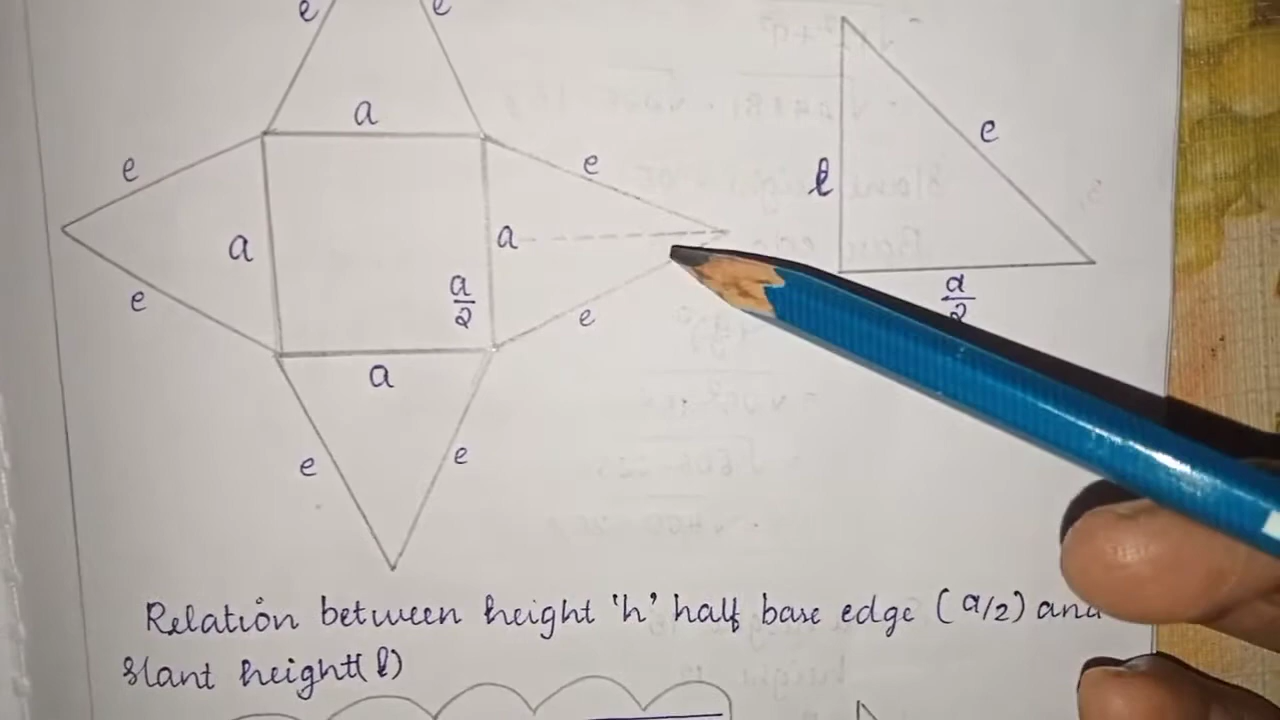 e e
a
e e e
l
a a
a/2
a/2
e e
a
e e
Relation between height 'h' half base edge (a/2) and
slant height(l)